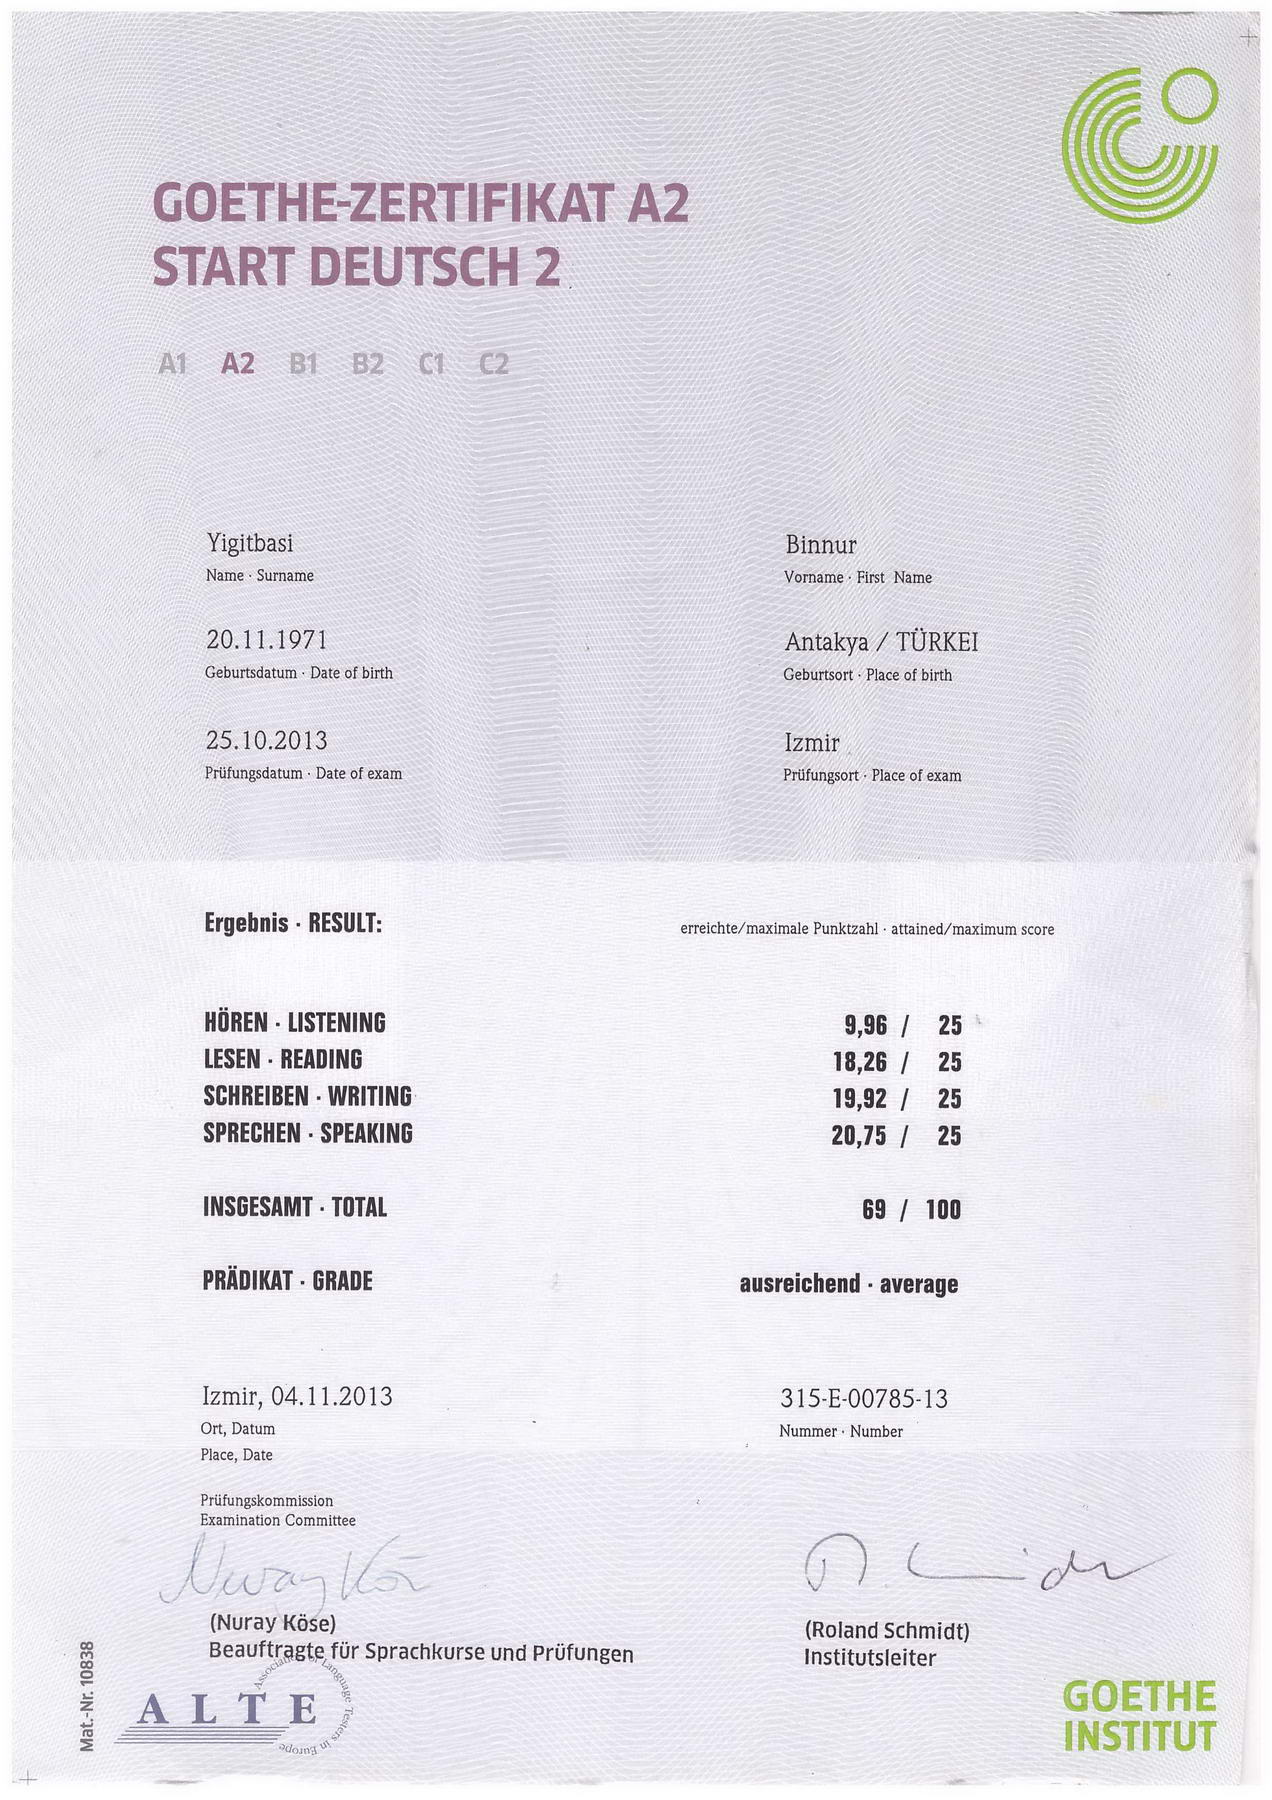 GOETHE-ZERTIFIKAT A2
START DEUTSCH 2
A1 A2 B1 B2 C1 C2
Yigitbasi
Name · Surname
Binnur
Vorname · First Name
20.11.1971
Geburtsdatum · Date of birth
Antakya / TÜRKEI
Geburtsort · Place of birth
25.10.2013
Prüfungsdatum · Date of exam
Izmir
Prüfungsort · Place of exam
Ergebnis · RESULT:
erreichte/maximale Punktzahl · attained/maximum score
HÖREN · LISTENING 9,96 / 25
LESEN · READING 18,26 / 25
SCHREIBEN · WRITING 19,92 / 25
SPRECHEN · SPEAKING 20,75 / 25
INSGESAMT · TOTAL 69 / 100
PRÄDIKAT · GRADE ausreichend · average
Izmir, 04.11.2013
Ort, Datum
Place, Date
315-E-00785-13
Nummer · Number
Prüfungskommission
Examination Committee
Nuray Kös
(Nuray Köse)
Beauftragte für Sprachkurse und Prüfungen
(Roland Schmidt)
Institutsleiter
Mat.-Nr. 10838
ALTE
Association of Language Testers in Europe
GOETHE
INSTITUT